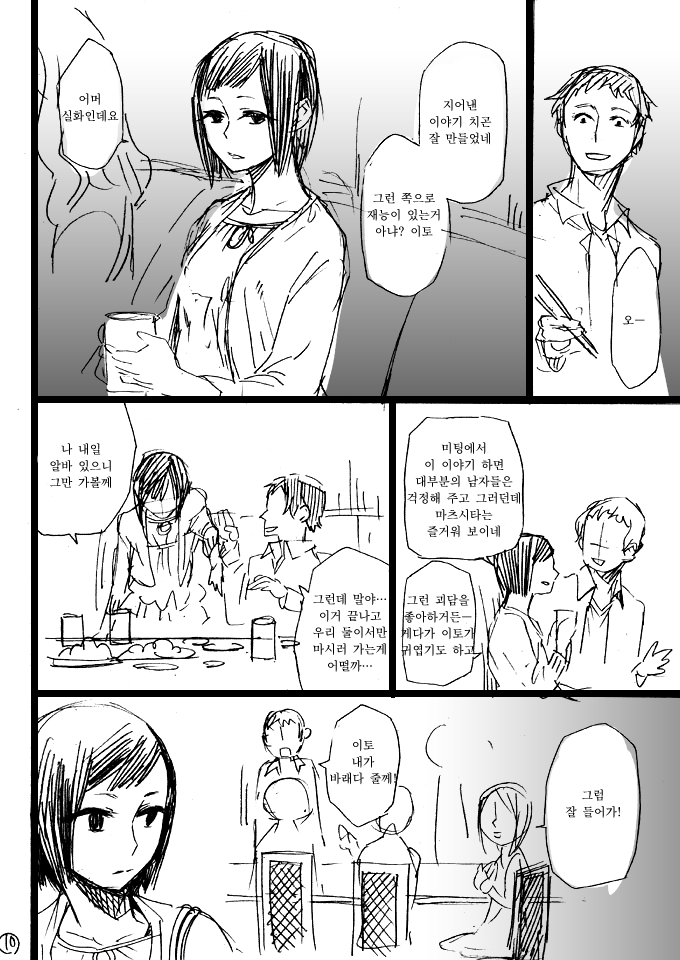 오ー
지어낸
이야기 치곤
잘 만들었네
그런 쪽으로
재능이 있는거
아냐? 이토
어머
실화인데요
미팅에서
이 이야기 하면
대부분의 남자들은
걱정해 주고 그러던데
마츠시타는
즐거워 보이네
그런 괴담을
좋아하거든ー
게다가 이토가
귀엽기도 하고
그런데 말야…
이거 끝나고
우리 둘이서만
마시러 가는게
어떨까…
나 내일
알바 있으니
그만 가볼께
그럼
잘 들어가!
이토
내가
바래다 줄께!
10